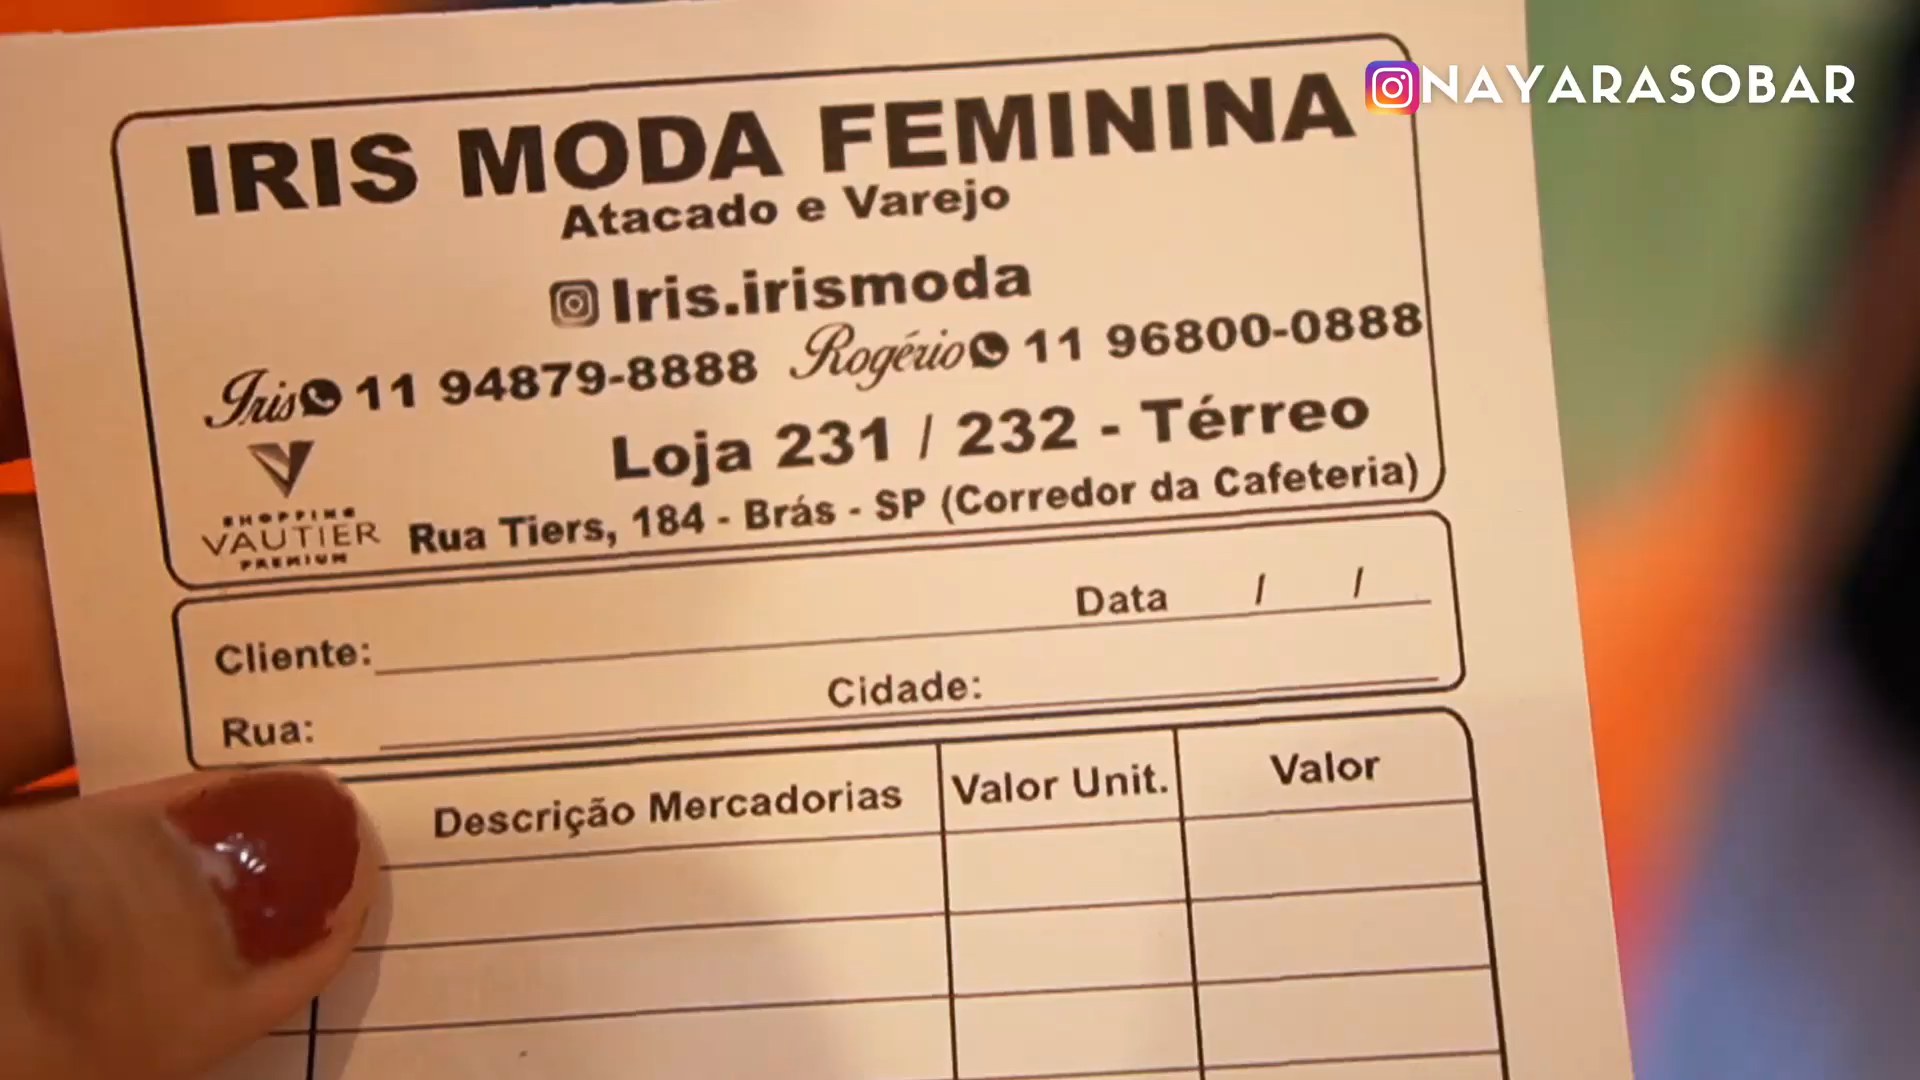 NAYARASOBAR
IRIS MODA FEMININA
Atacado e Varejo
Iris.irismoda
Iris 11 94879-8888 Rogério 11 96800-0888
Loja 231 / 232 - Térreo
SHOPPING
VAUTIER
PREMIUM
Rua Tiers, 184 - Brás - SP (Corredor da Cafeteria)
Data / /
Cliente:
Cidade:
Rua:
Descrição Mercadorias Valor Unit. Valor